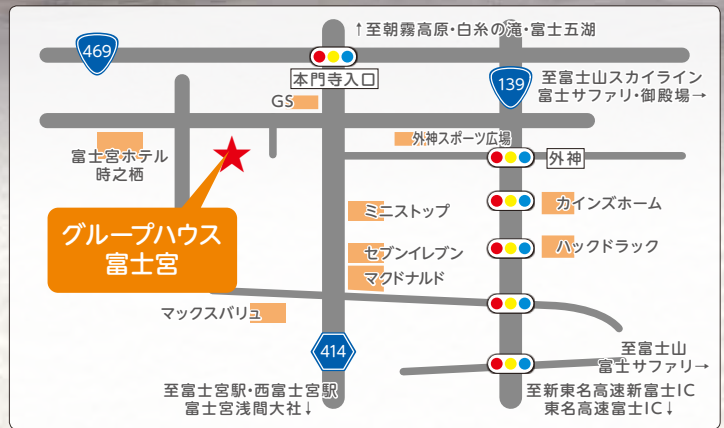 ↑至朝霧高原・白糸の滝・富士五湖
469
本門寺入口
139
至富士山スカイライン
富士サファリ・御殿場→
GS
外神スポーツ広場
富士宮ホテル
時之栖
外神
グループハウス
富士宮
ミニストップ
カインズホーム
セブンイレブン
ハックドラック
マクドナルド
マックスバリュ
414
至富士山
富士サファリ→
至富士宮駅・西富士宮駅
富士宮浅間大社↓
至新東名高速新富士IC
東名高速富士IC↓